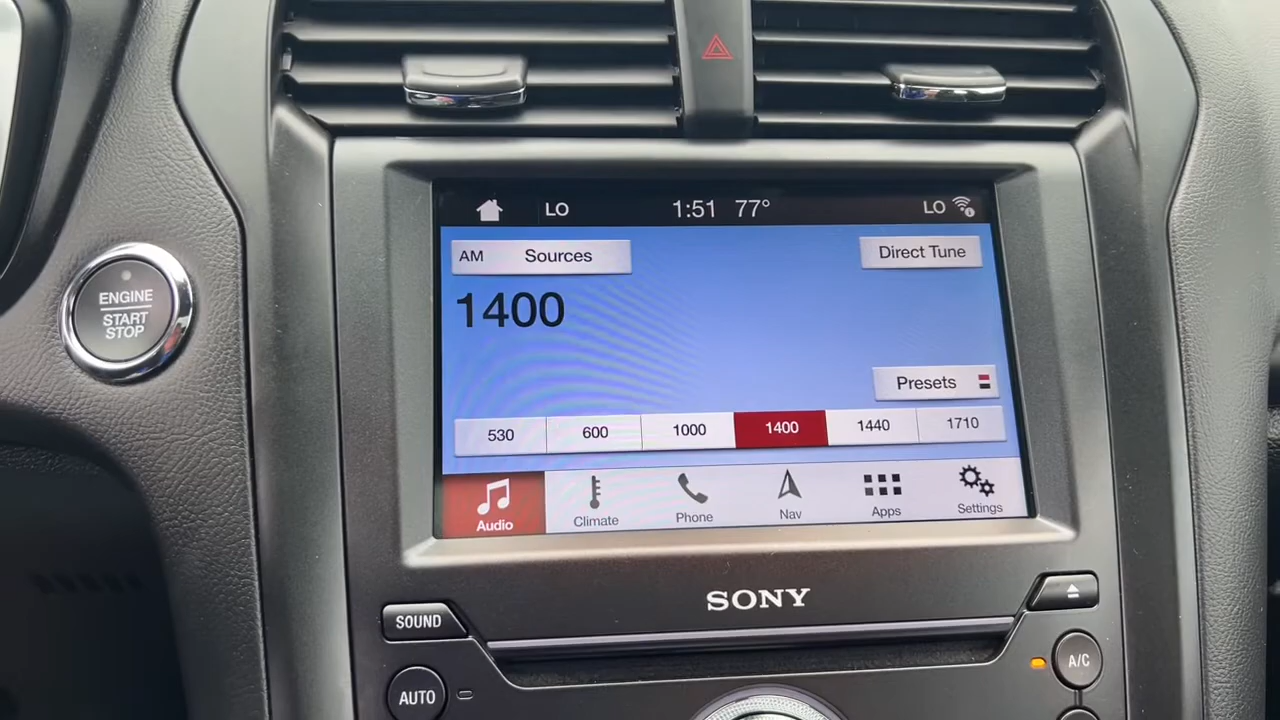 LO 1:51 77° LO
AM Sources Direct Tune
1400
Presets
530 600 1000 1400 1440 1710
Audio Climate Phone Nav Apps Settings
ENGINE
START
STOP
SONY
SOUND
AUTO
A/C